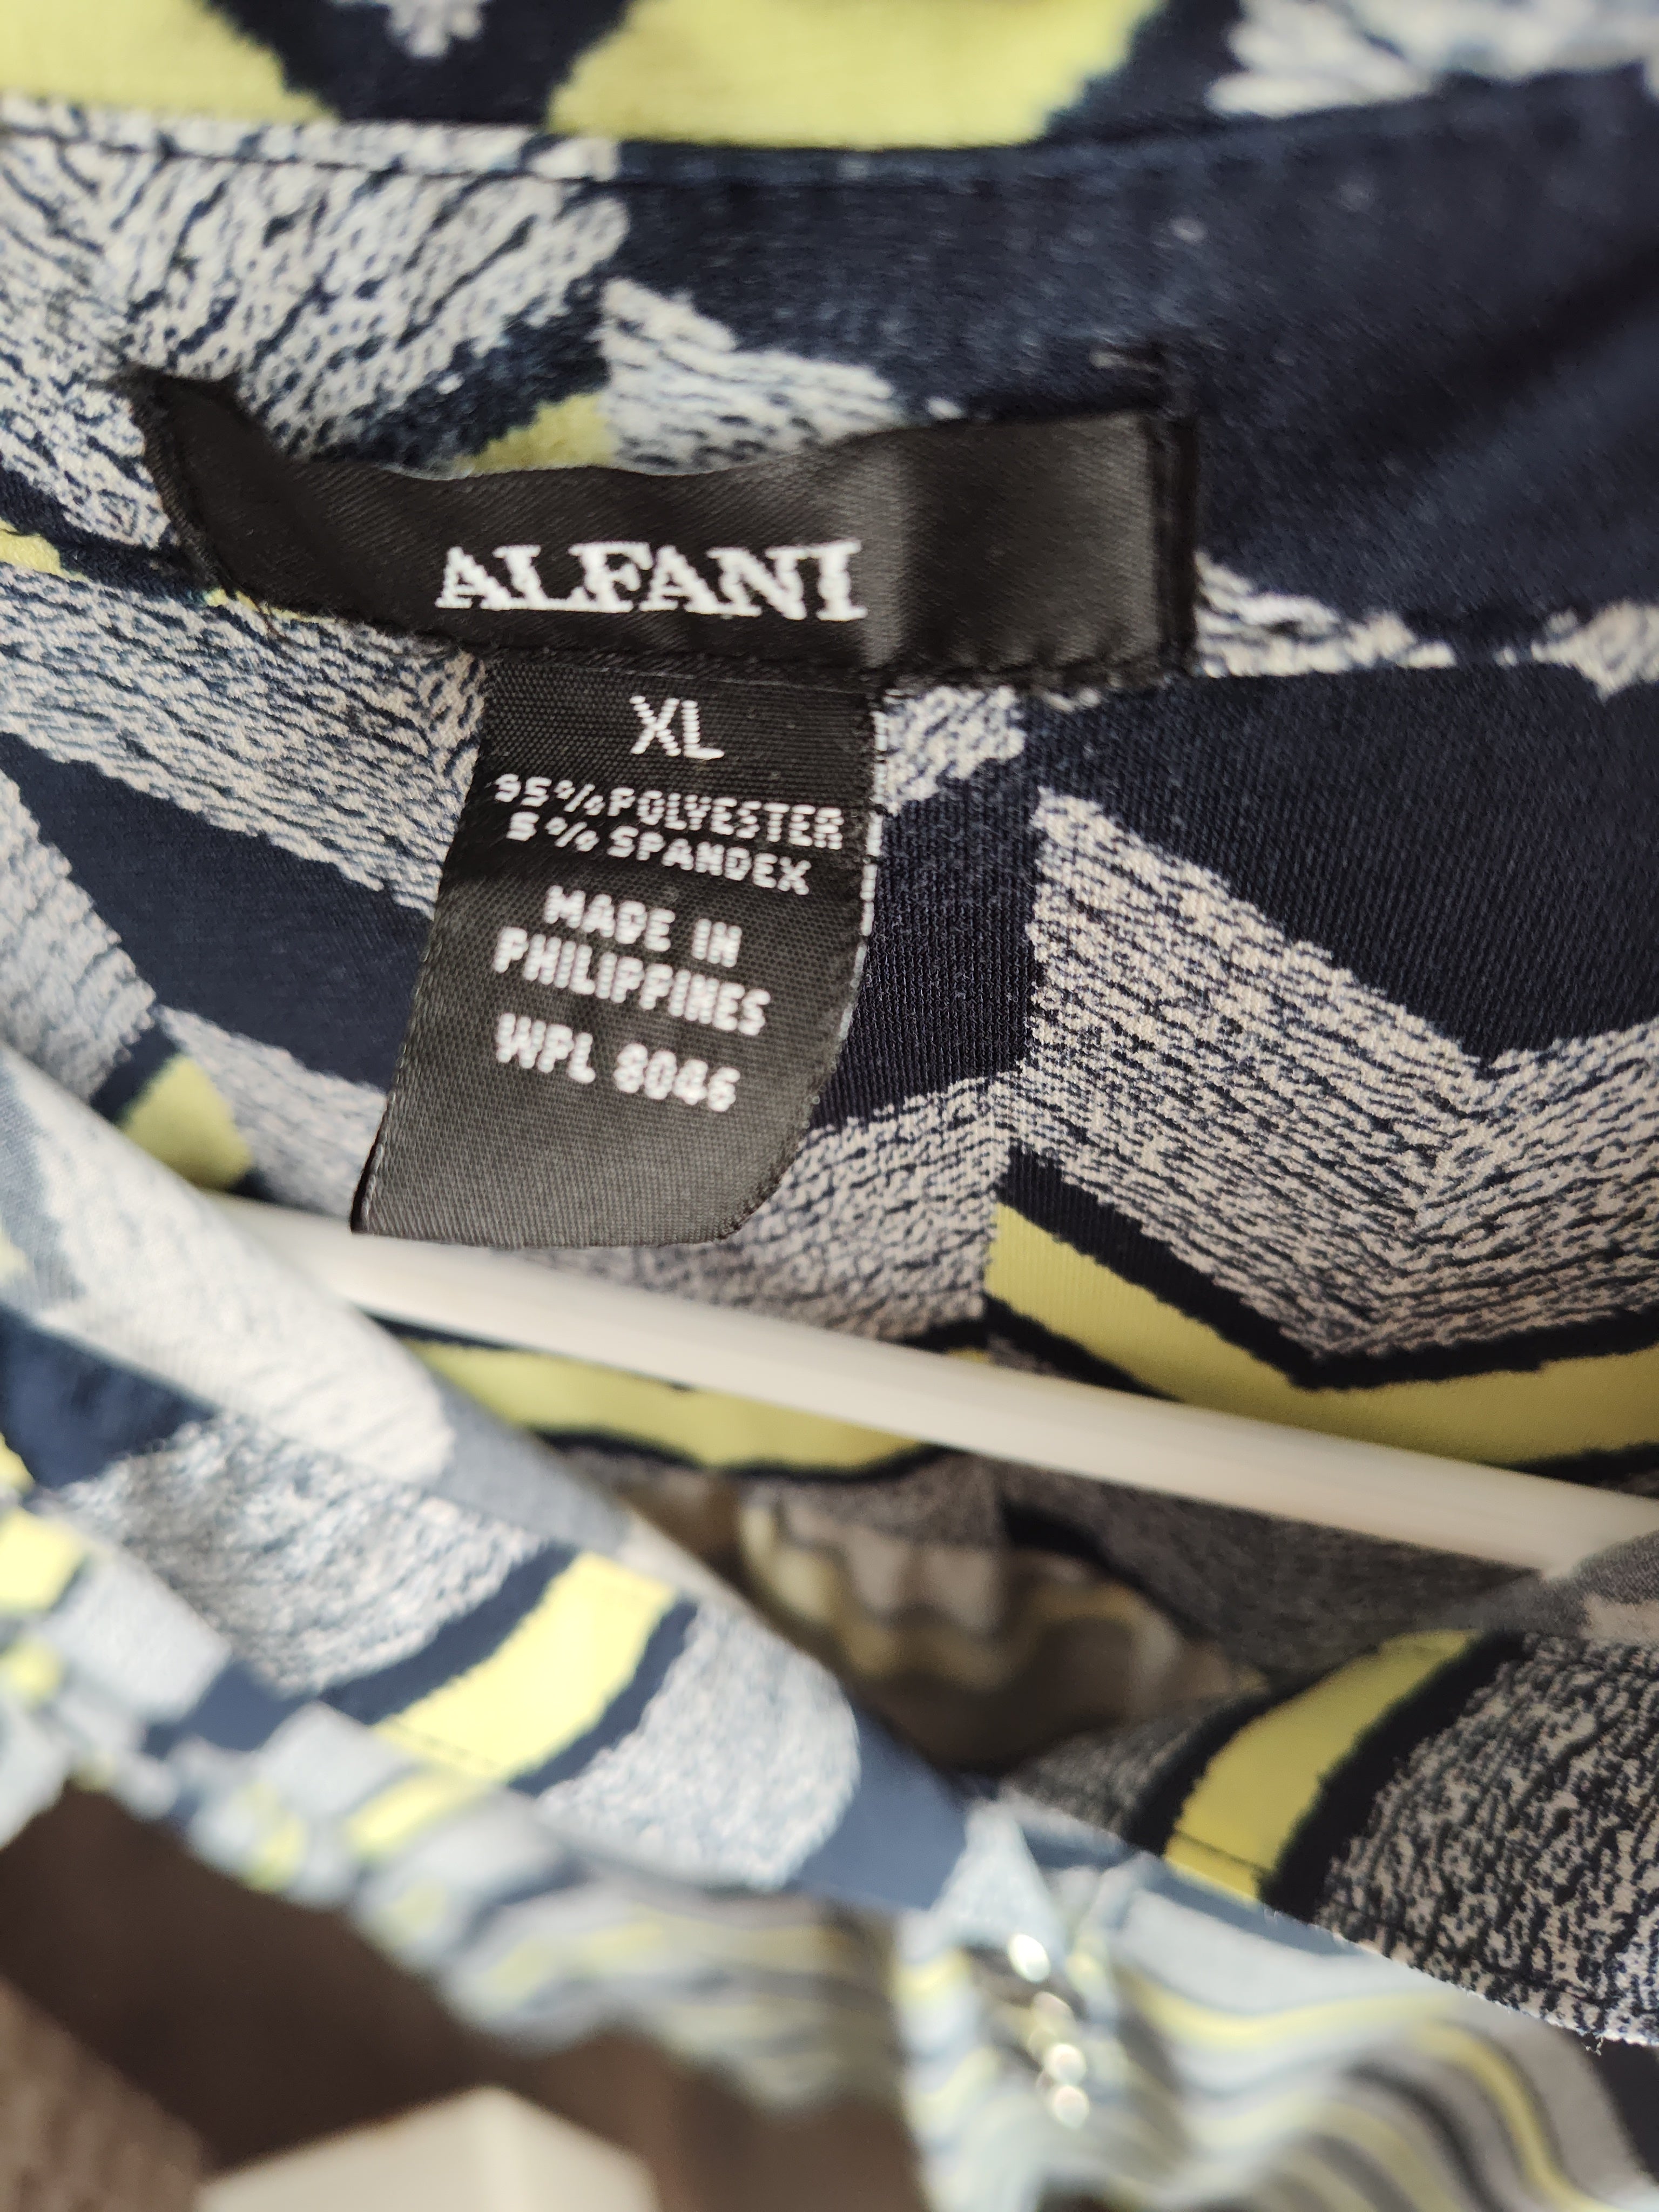 ALFANI
XL
95% POLYESTER
5% SPANDEX
MADE IN
PHILIPPINES
WPL 8046